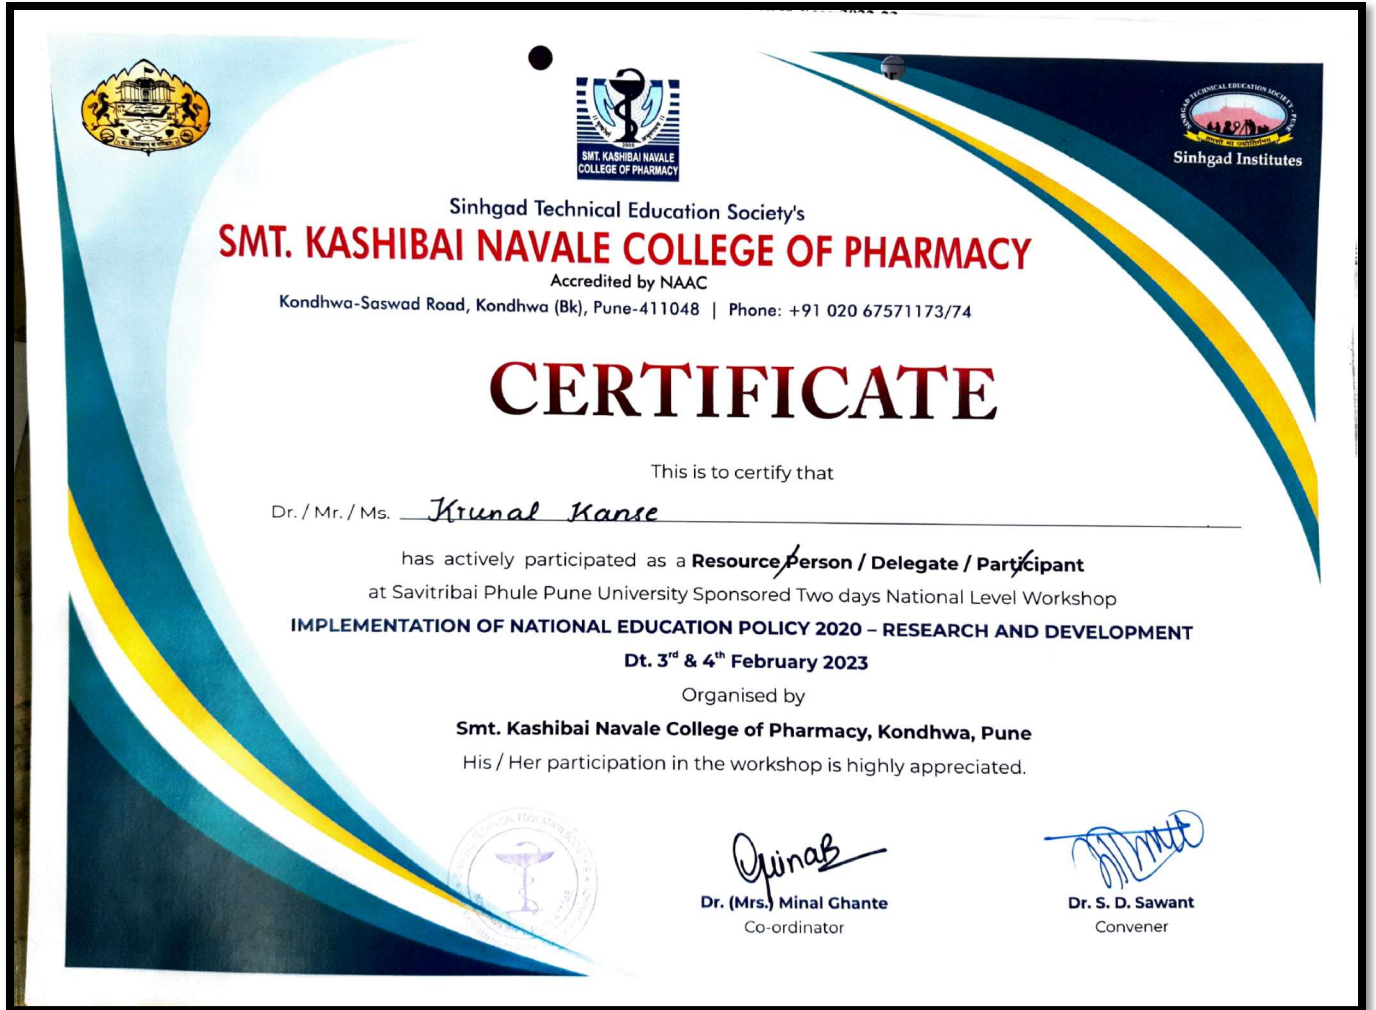 SINHGAD TECHNICAL EDUCATION SOCIETY
Sinhgad Institutes
2005
SMT. KASHIBAI NAVALE
COLLEGE OF PHARMACY
Sinhgad Technical Education Society's
SMT. KASHIBAI NAVALE COLLEGE OF PHARMACY
Accredited by NAAC
Kondhwa-Saswad Road, Kondhwa (Bk), Pune-411048 | Phone: +91 020 67571173/74
CERTIFICATE
This is to certify that
Dr. / Mr. / Ms. Krunal Kanse
has actively participated as a Resource Person / Delegate / Participant
at Savitribai Phule Pune University Sponsored Two days National Level Workshop
IMPLEMENTATION OF NATIONAL EDUCATION POLICY 2020 – RESEARCH AND DEVELOPMENT
Dt. 3rd & 4th February 2023
Organised by
Smt. Kashibai Navale College of Pharmacy, Kondhwa, Pune
His / Her participation in the workshop is highly appreciated.
Dr. (Mrs.) Minal Ghante
Co-ordinator
Dr. S. D. Sawant
Convener